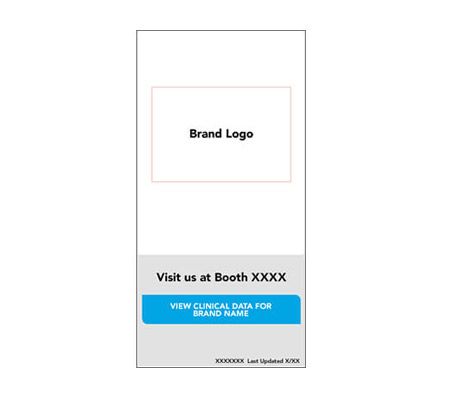 Brand Logo
Visit us at Booth XXXX
VIEW CLINICAL DATA FOR
BRAND NAME
XXXXXXX Last Updated X/XX